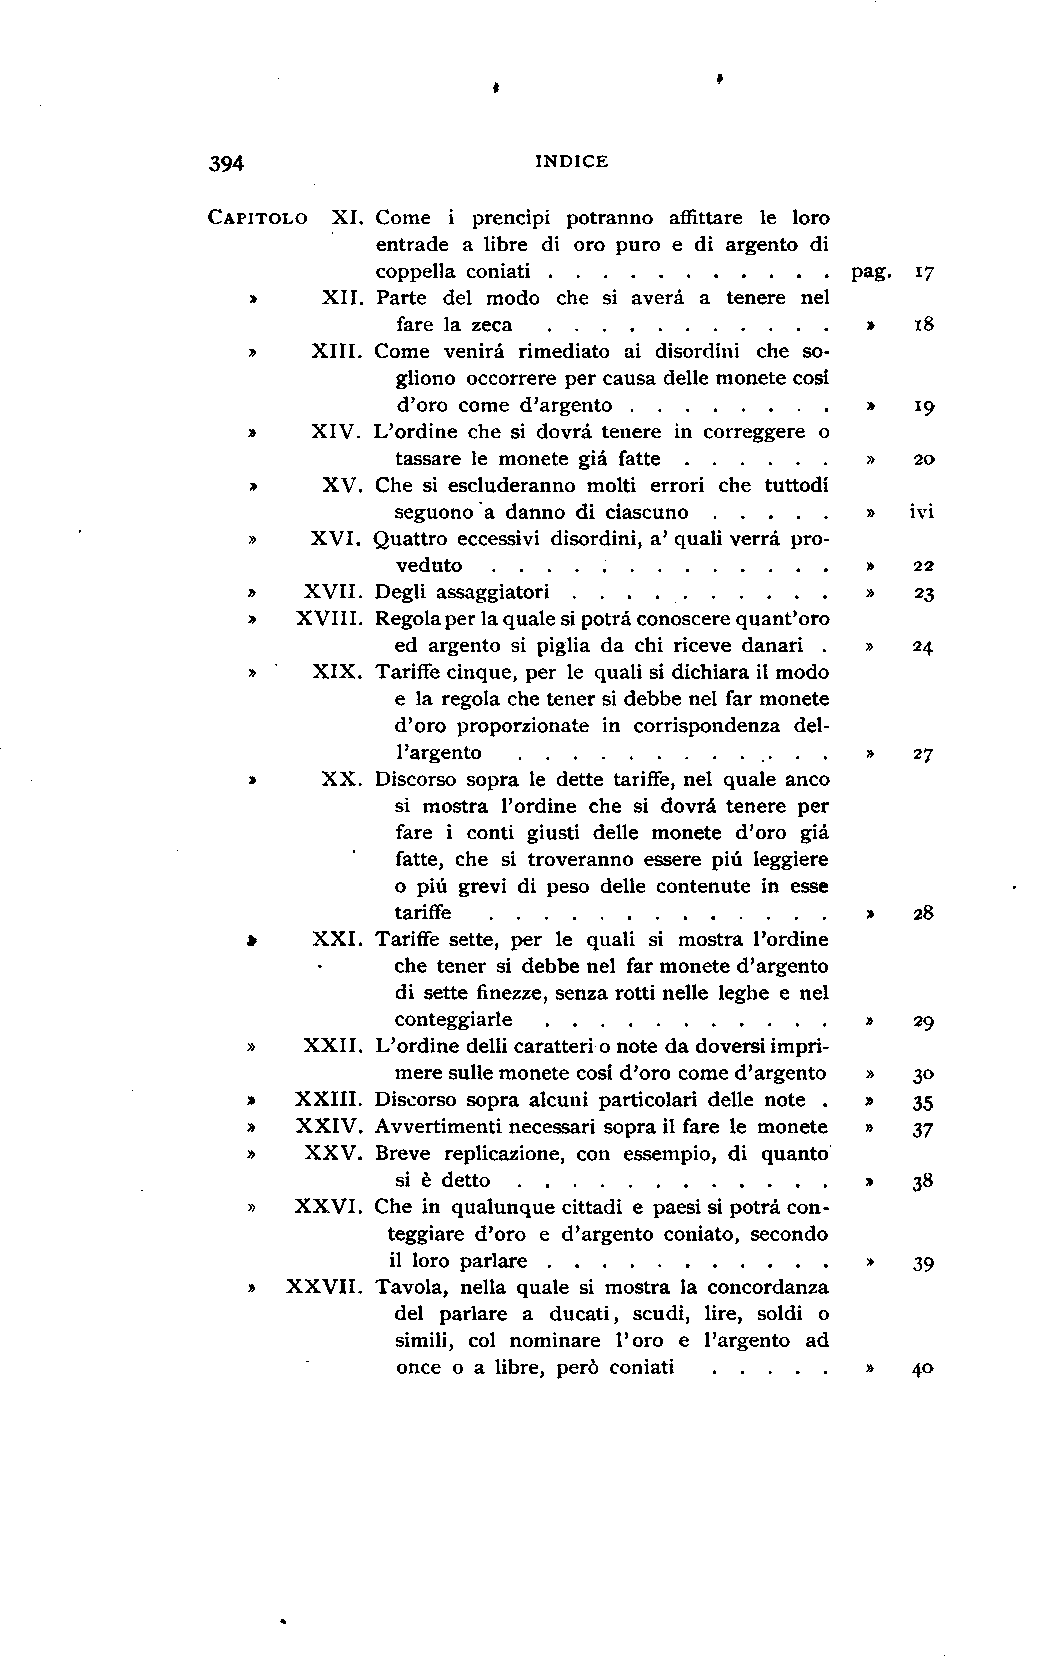 394 INDICE
CAPITOLO XI. Come i prencipi potranno affittare le loro
entrade a libre di oro puro e di argento di
coppella coniati . . . . . . . . . . . pag. 17
» XII. Parte del modo che si averá a tenere nel
fare la zeca . . . . . . . . . . . » 18
» XIII. Come venirá rimediato ai disordini che so-
gliono occorrere per causa delle monete cosí
d'oro come d'argento . . . . . . . . » 19
» XIV. L'ordine che si dovrá tenere in correggere o
tassare le monete giá fatte . . . . . . » 20
» XV. Che si escluderanno molti errori che tuttodí
seguono a danno di ciascuno . . . . . » ivi
» XVI. Quattro eccessivi disordini, a' quali verrá pro-
veduto . . . . . . . . . . . . . » 22
» XVII. Degli assaggiatori . . . . . . . . . . » 23
» XVIII. Regola per la quale si potrá conoscere quant'oro
ed argento si piglia da chi riceve danari . » 24
» XIX. Tariffe cinque, per le quali si dichiara il modo
e la regola che tener si debbe nel far monete
d'oro proporzionate in corrispondenza del-
l'argento . . . . . . . . . . . . » 27
» XX. Discorso sopra le dette tariffe, nel quale anco
si mostra l'ordine che si dovrá tenere per
fare i conti giusti delle monete d'oro giá
fatte, che si troveranno essere piú leggiere
o piú grevi di peso delle contenute in esse
tariffe . . . . . . . . . . . . . » 28
» XXI. Tariffe sette, per le quali si mostra l'ordine
che tener si debbe nel far monete d'argento
di sette finezze, senza rotti nelle leghe e nel
conteggiarle . . . . . . . . . . . » 29
» XXII. L'ordine delli caratteri o note da doversi impri-
mere sulle monete cosí d'oro come d'argento » 30
» XXIII. Discorso sopra alcuni particolari delle note . » 35
» XXIV. Avvertimenti necessari sopra il fare le monete » 37
» XXV. Breve replicazione, con essempio, di quanto
si è detto . . . . . . . . . . . . » 38
» XXVI. Che in qualunque cittadi e paesi si potrá con-
teggiare d'oro e d'argento coniato, secondo
il loro parlare . . . . . . . . . . . » 39
» XXVII. Tavola, nella quale si mostra la concordanza
del parlare a ducati, scudi, lire, soldi o
simili, col nominare l'oro e l'argento ad
once o a libre, però coniati . . . . . » 40